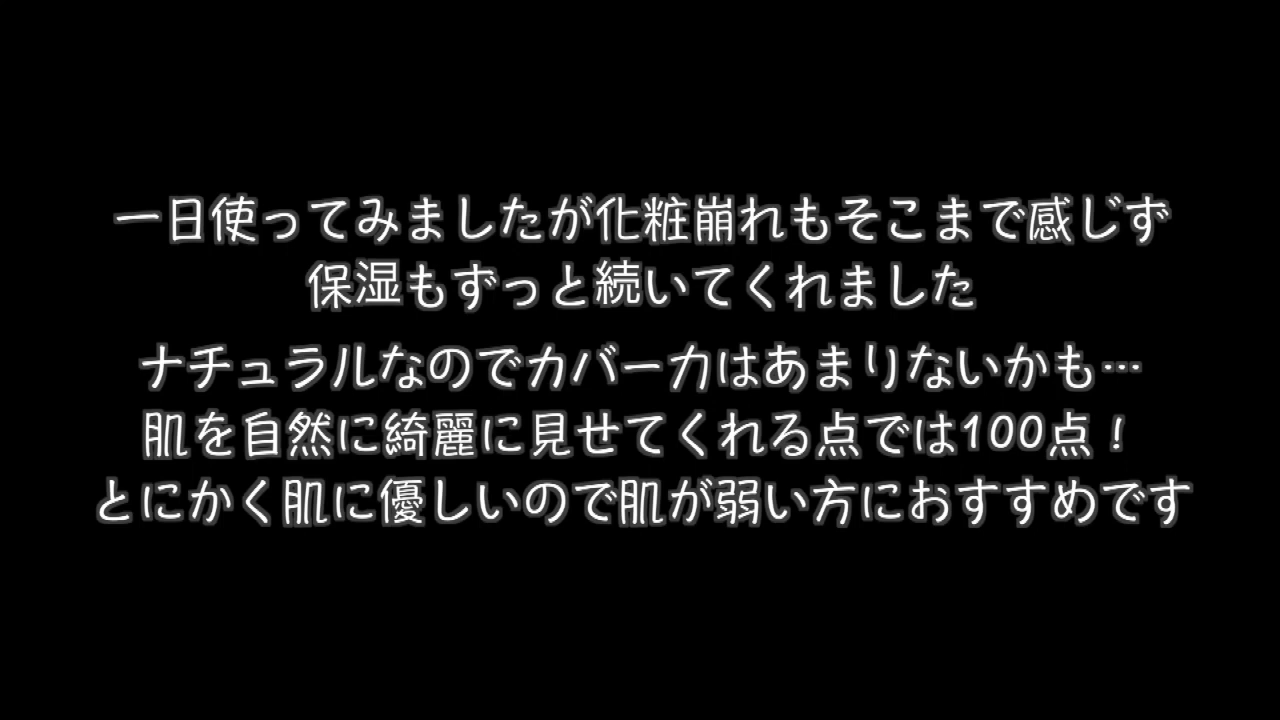 一日使ってみましたが化粧崩れもそこまで感じず
保湿もずっと続いてくれました
ナチュラルなのでカバー力はあまりないかも…
肌を自然に綺麗に見せてくれる点では100点！
とにかく肌に優しいので肌が弱い方におすすめです